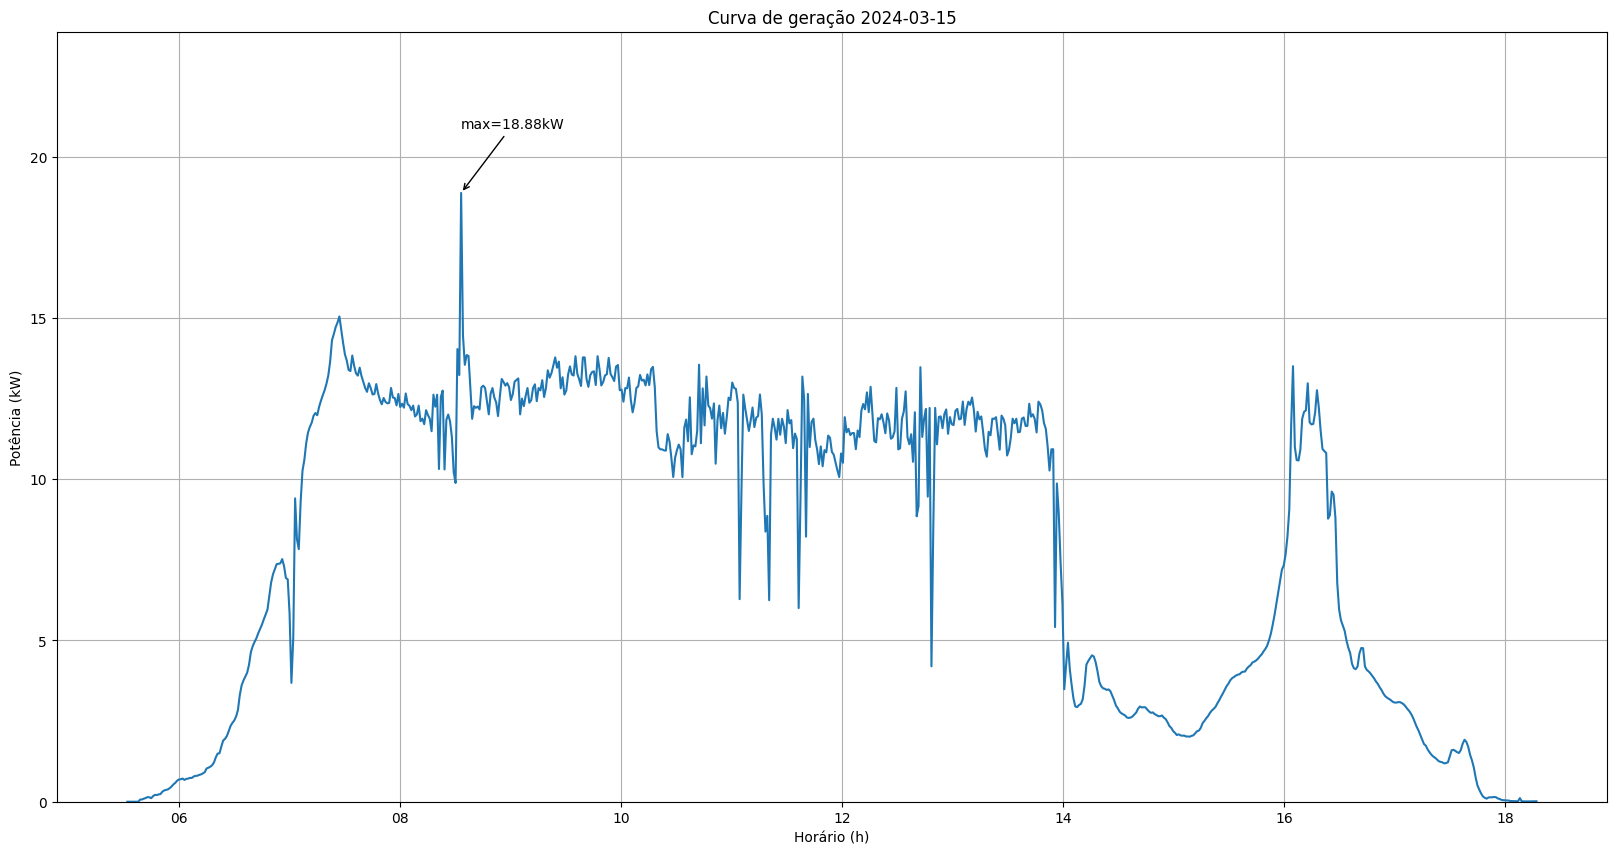 Curva de geração 2024-03-15
max=18.88kW
Potência (kW)
20
15
10
5
0
06 08 10 12 14 16 18
Horário (h)